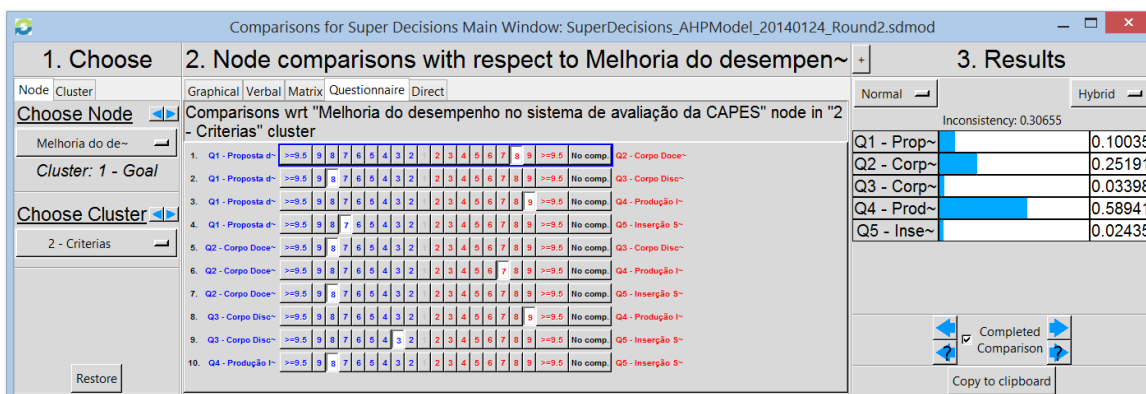 Comparisons for Super Decisions Main Window: SuperDecisions_AHPModel_20140124_Round2.sdmod
1. Choose
Node Cluster
Choose Node
Melhoria do de~
Cluster: 1 - Goal
Choose Cluster
2 - Criterias
Restore
2. Node comparisons with respect to Melhoria do desempen~
Graphical Verbal Matrix Questionnaire Direct
Comparisons wrt "Melhoria do desempenho no sistema de avaliação da CAPES" node in "2
- Criterias" cluster
1. Q1 - Proposta d~ >=9.5 9 8 7 6 5 4 3 2 1 2 3 4 5 6 7 8 9 >=9.5 No comp. Q2 - Corpo Doce~
2. Q1 - Proposta d~ >=9.5 9 8 7 6 5 4 3 2 1 2 3 4 5 6 7 8 9 >=9.5 No comp. Q3 - Corpo Disc~
3. Q1 - Proposta d~ >=9.5 9 8 7 6 5 4 3 2 1 2 3 4 5 6 7 8 9 >=9.5 No comp. Q4 - Produção I~
4. Q1 - Proposta d~ >=9.5 9 8 7 6 5 4 3 2 1 2 3 4 5 6 7 8 9 >=9.5 No comp. Q5 - Inserção S~
5. Q2 - Corpo Doce~ >=9.5 9 8 7 6 5 4 3 2 1 2 3 4 5 6 7 8 9 >=9.5 No comp. Q3 - Corpo Disc~
6. Q2 - Corpo Doce~ >=9.5 9 8 7 6 5 4 3 2 1 2 3 4 5 6 7 8 9 >=9.5 No comp. Q4 - Produção I~
7. Q2 - Corpo Doce~ >=9.5 9 8 7 6 5 4 3 2 1 2 3 4 5 6 7 8 9 >=9.5 No comp. Q5 - Inserção S~
8. Q3 - Corpo Disc~ >=9.5 9 8 7 6 5 4 3 2 1 2 3 4 5 6 7 8 9 >=9.5 No comp. Q4 - Produção I~
9. Q3 - Corpo Disc~ >=9.5 9 8 7 6 5 4 3 2 1 2 3 4 5 6 7 8 9 >=9.5 No comp. Q5 - Inserção S~
10. Q4 - Produção I~ >=9.5 9 8 7 6 5 4 3 2 1 2 3 4 5 6 7 8 9 >=9.5 No comp. Q5 - Inserção S~
+ 3. Results
Normal Hybrid
Inconsistency: 0.30655
Q1 - Prop~ 0.10035
Q2 - Corp~ 0.25191
Q3 - Corp~ 0.03398
Q4 - Prod~ 0.58941
Q5 - Inse~ 0.02435
Completed
Comparison
Copy to clipboard